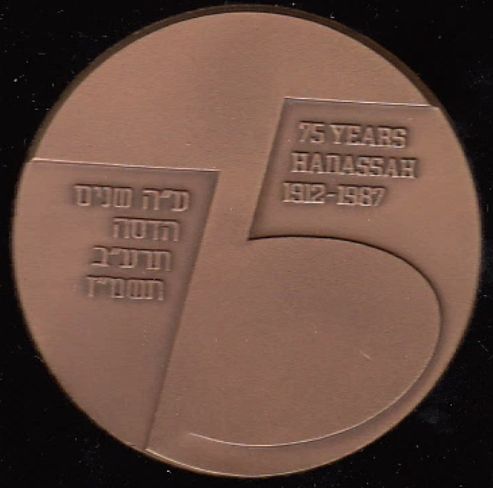 75 YEARS
HADASSAH
1912-1987
ע״ה שנים
הדסה
תרע״ב
תשמ״ז